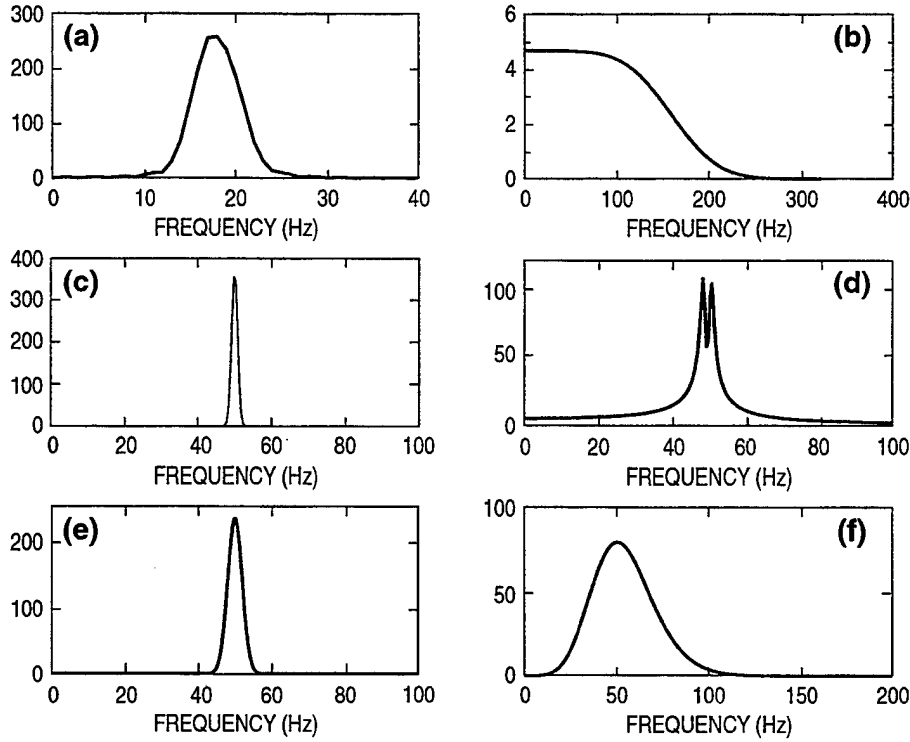 (a)
300
200
100
0
0 10 20 30 40
FREQUENCY (Hz)
(b)
6
4
2
0
0 100 200 300 400
FREQUENCY (Hz)
(c)
400
300
200
100
0
0 20 40 60 80 100
FREQUENCY (Hz)
(d)
100
50
0
0 20 40 60 80 100
FREQUENCY (Hz)
(e)
200
100
0
0 20 40 60 80 100
FREQUENCY (Hz)
(f)
100
50
0
0 50 100 150 200
FREQUENCY (Hz)